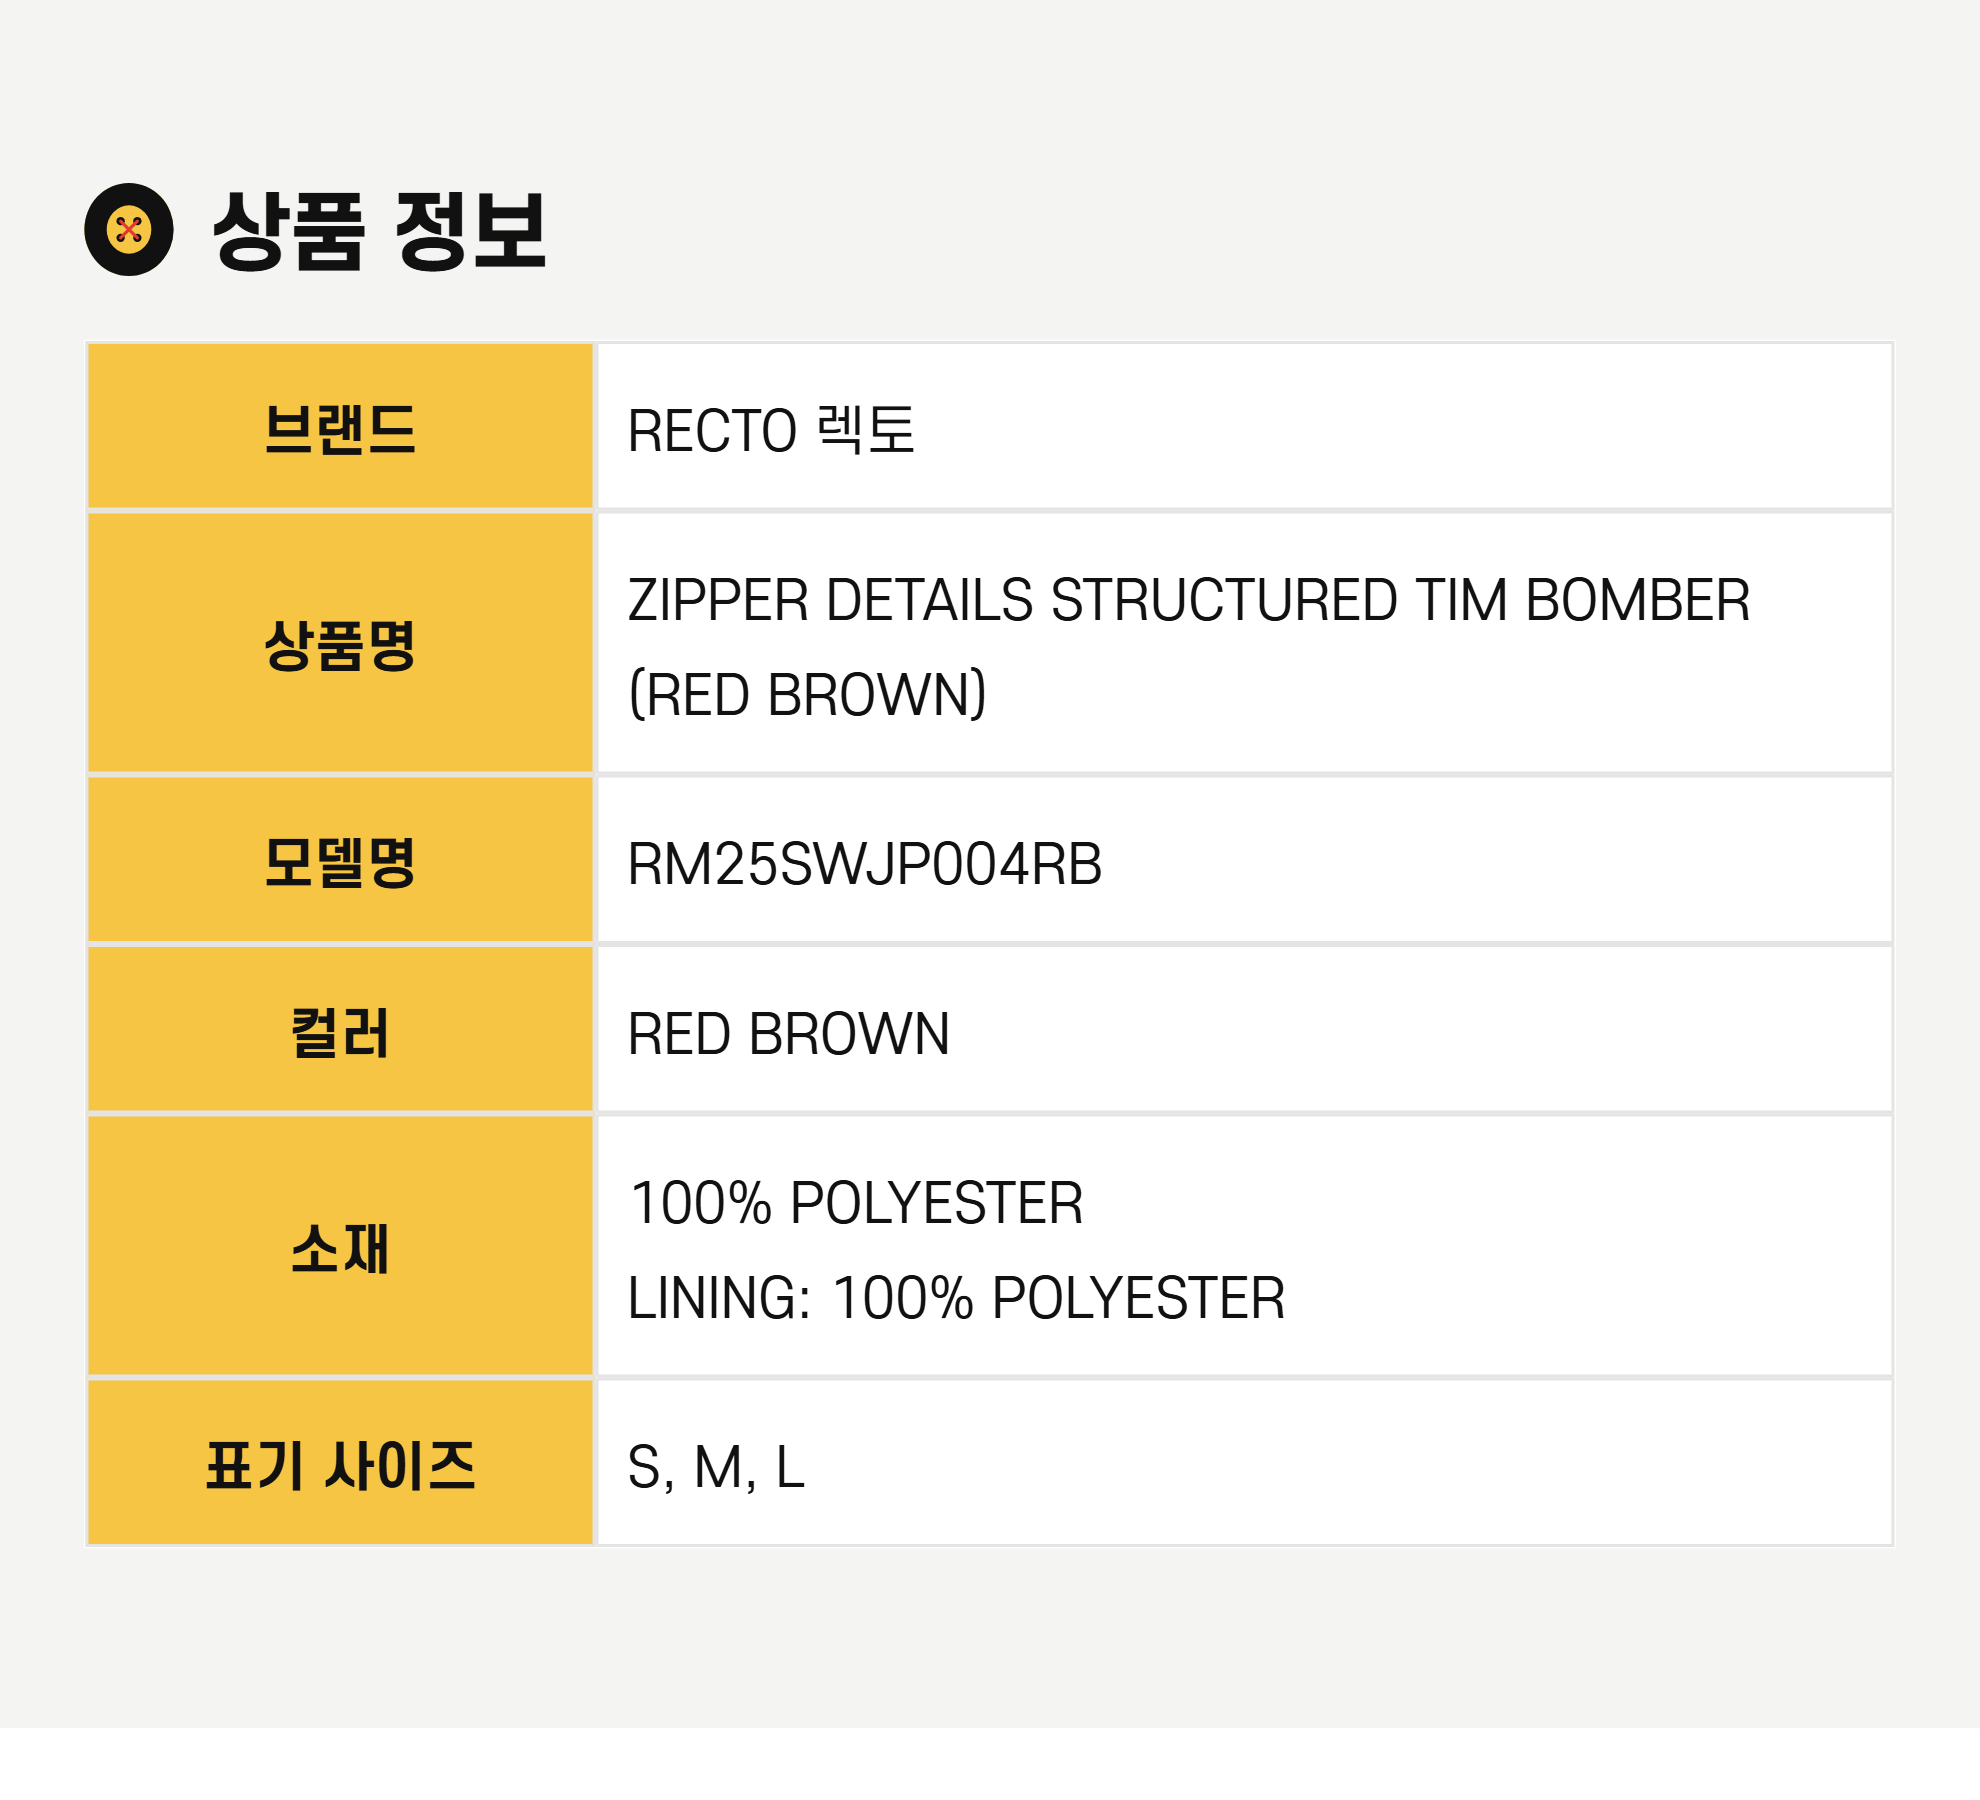 상품 정보
브랜드
RECTO 렉토
상품명
ZIPPER DETAILS STRUCTURED TIM BOMBER
(RED BROWN)
모델명
RM25SWJP004RB
컬러
RED BROWN
소재
100% POLYESTER
LINING: 100% POLYESTER
표기 사이즈
S, M, L